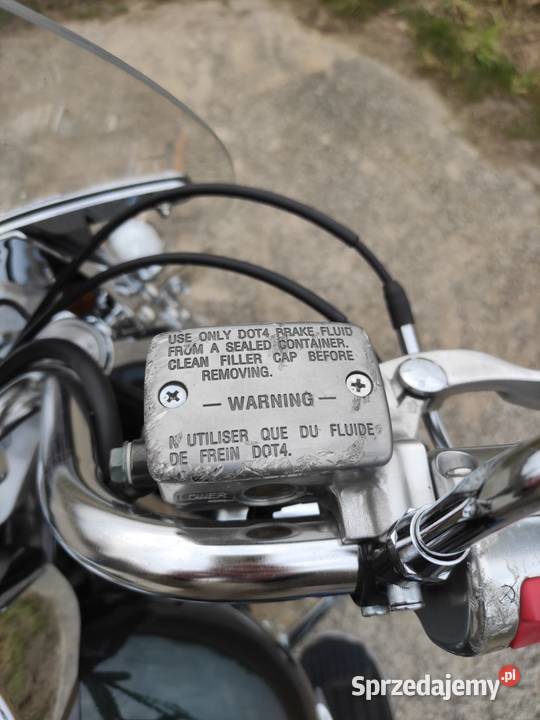 USE ONLY DOT4 BRAKE FLUID
FROM A SEALED CONTAINER.
CLEAN FILLER CAP BEFORE
REMOVING.
— WARNING —
N'UTILISER QUE DU FLUIDE
DE FREIN DOT4.
LOWER
Sprzedajemy.pl